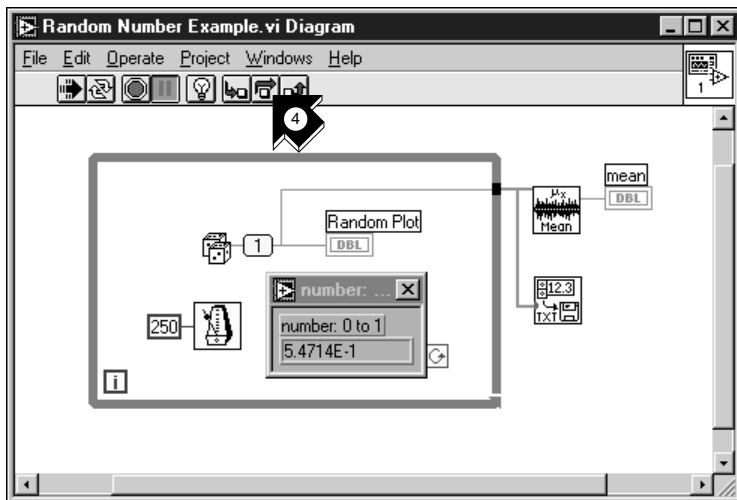 Random Number Example.vi Diagram
File Edit Operate Project Windows Help
1
4
mean
DBL
μx
Mean
Random Plot
DBL
1
number: ...
12.3
TXT
250
number: 0 to 1
5.4714E-1
i